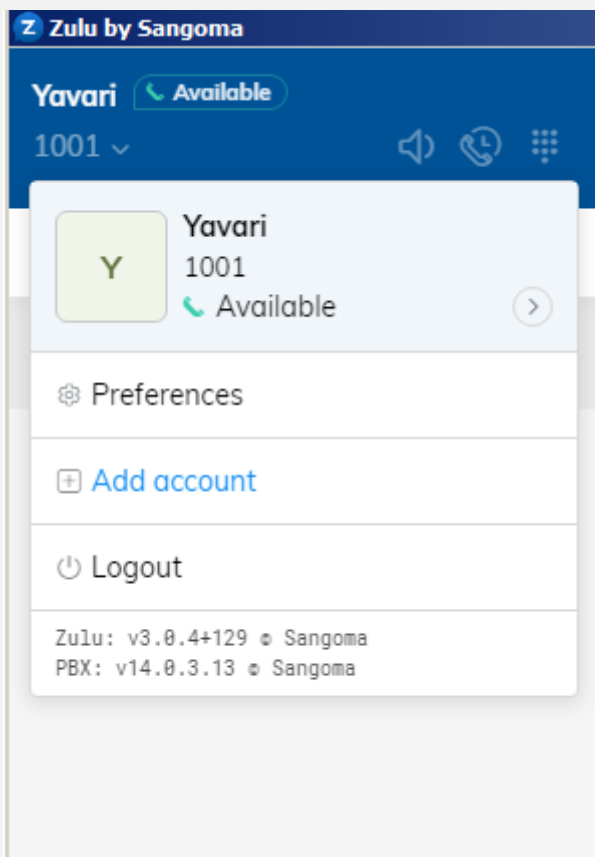 Z Zulu by Sangoma
Yavari Available
1001
Y
Yavari
1001
Available
Preferences
Add account
Logout
Zulu: v3.0.4+129 © Sangoma
PBX: v14.0.3.13 © Sangoma